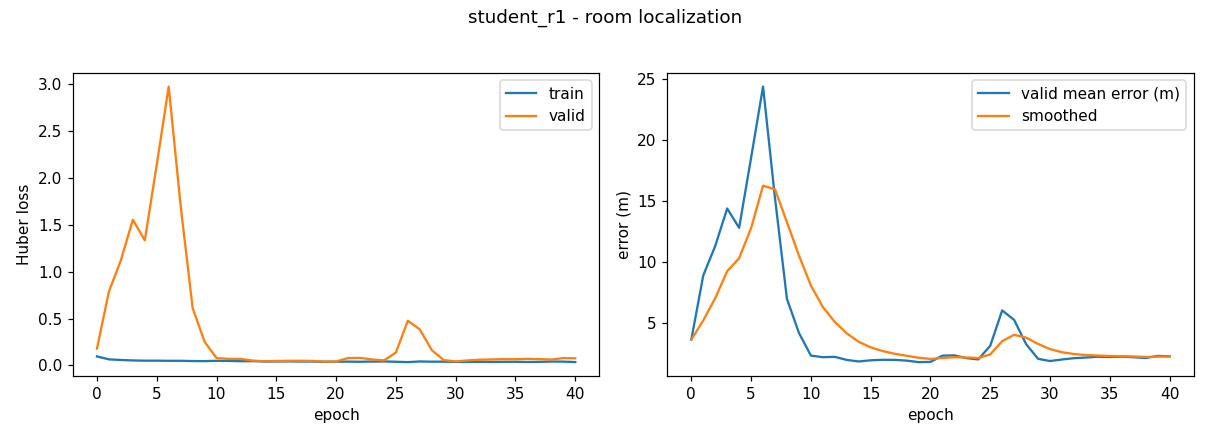 student_r1 - room localization
Huber loss
3.0
2.5
2.0
1.5
1.0
0.5
0.0
train
valid
0 5 10 15 20 25 30 35 40
epoch
error (m)
25
20
15
10
5
valid mean error (m)
smoothed
0 5 10 15 20 25 30 35 40
epoch